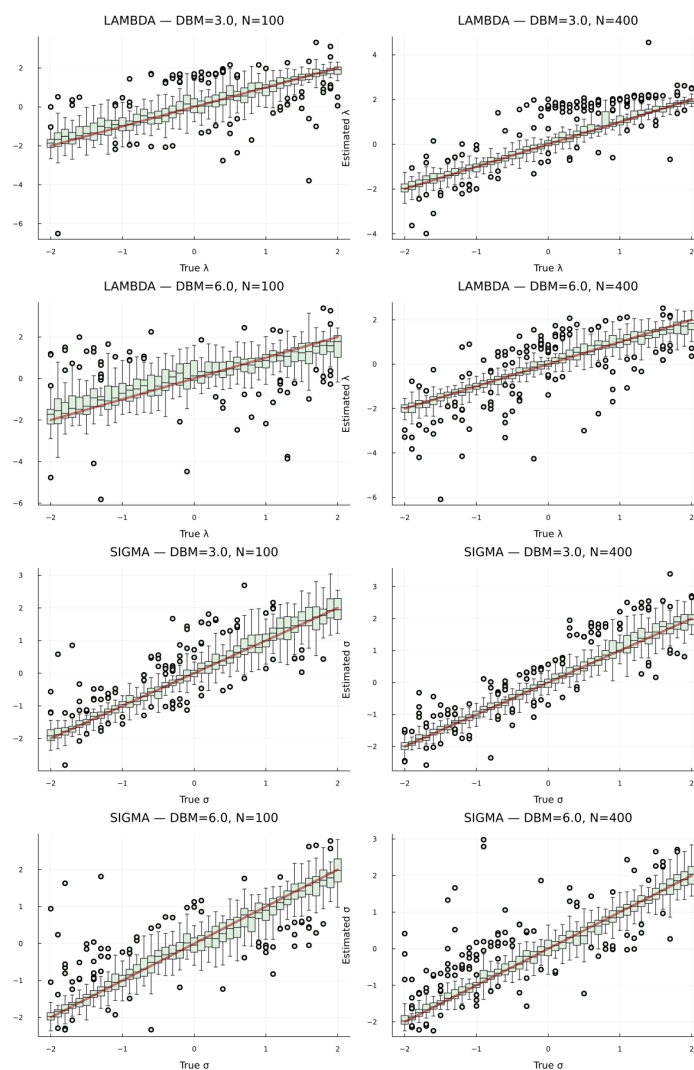 LAMBDA — DBM=3.0, N=100
LAMBDA — DBM=3.0, N=400
2
0
−2
−4
−6
4
2
0
−2
−4
Estimated λ
−2 −1 0 1 2
−2 −1 0 1 2
True λ
True λ
LAMBDA — DBM=6.0, N=100
LAMBDA — DBM=6.0, N=400
2
0
−2
−4
−6
2
0
−2
−4
−6
Estimated λ
−2 −1 0 1 2
−2 −1 0 1 2
True λ
True λ
SIGMA — DBM=3.0, N=100
SIGMA — DBM=3.0, N=400
3
2
1
0
−1
−2
3
2
1
0
−1
−2
Estimated σ
−2 −1 0 1 2
−2 −1 0 1 2
True σ
True σ
SIGMA — DBM=6.0, N=100
SIGMA — DBM=6.0, N=400
2
1
0
−1
−2
3
2
1
0
−1
−2
Estimated σ
−2 −1 0 1 2
−2 −1 0 1 2
True σ
True σ